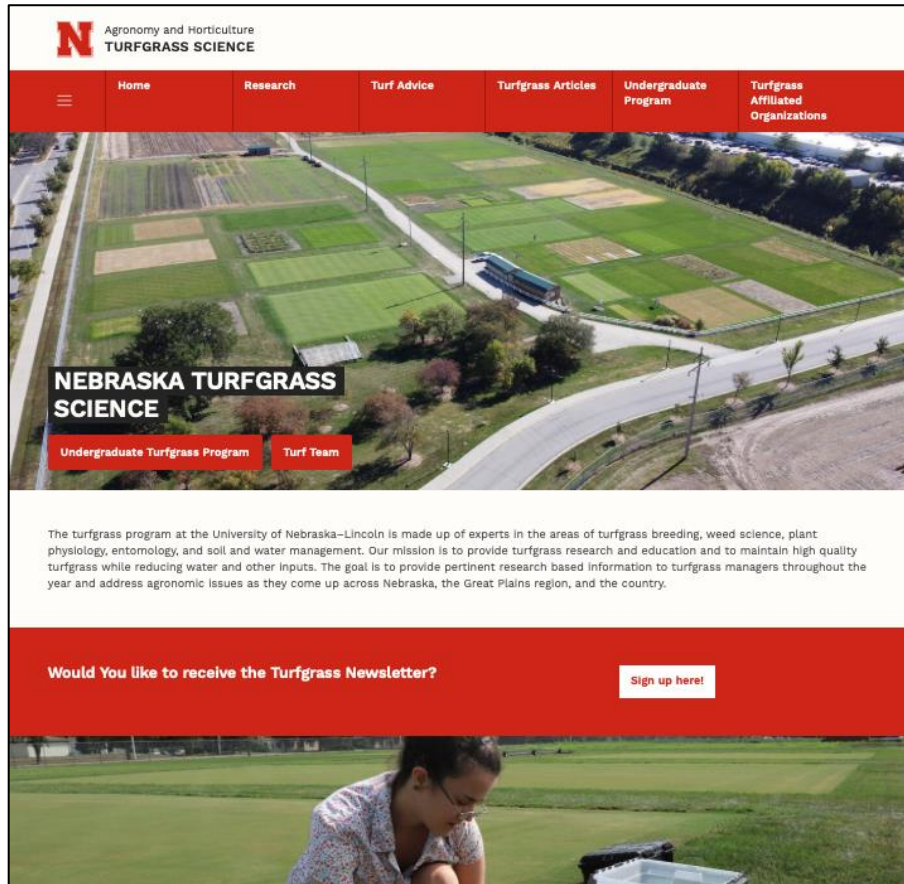 N
Agronomy and Horticulture
TURFGRASS SCIENCE
Home
Research
Turf Advice
Turfgrass Articles
Undergraduate
Program
Turfgrass
Affiliated
Organizations
NEBRASKA TURFGRASS
SCIENCE
Undergraduate Turfgrass Program
Turf Team
The turfgrass program at the University of Nebraska–Lincoln is made up of experts in the areas of turfgrass breeding, weed science, plant
physiology, entomology, and soil and water management. Our mission is to provide turfgrass research and education and to maintain high quality
turfgrass while reducing water and other inputs. The goal is to provide pertinent research based information to turfgrass managers throughout the
year and address agronomic issues as they come up across Nebraska, the Great Plains region, and the country.
Would You like to receive the Turfgrass Newsletter?
Sign up here!